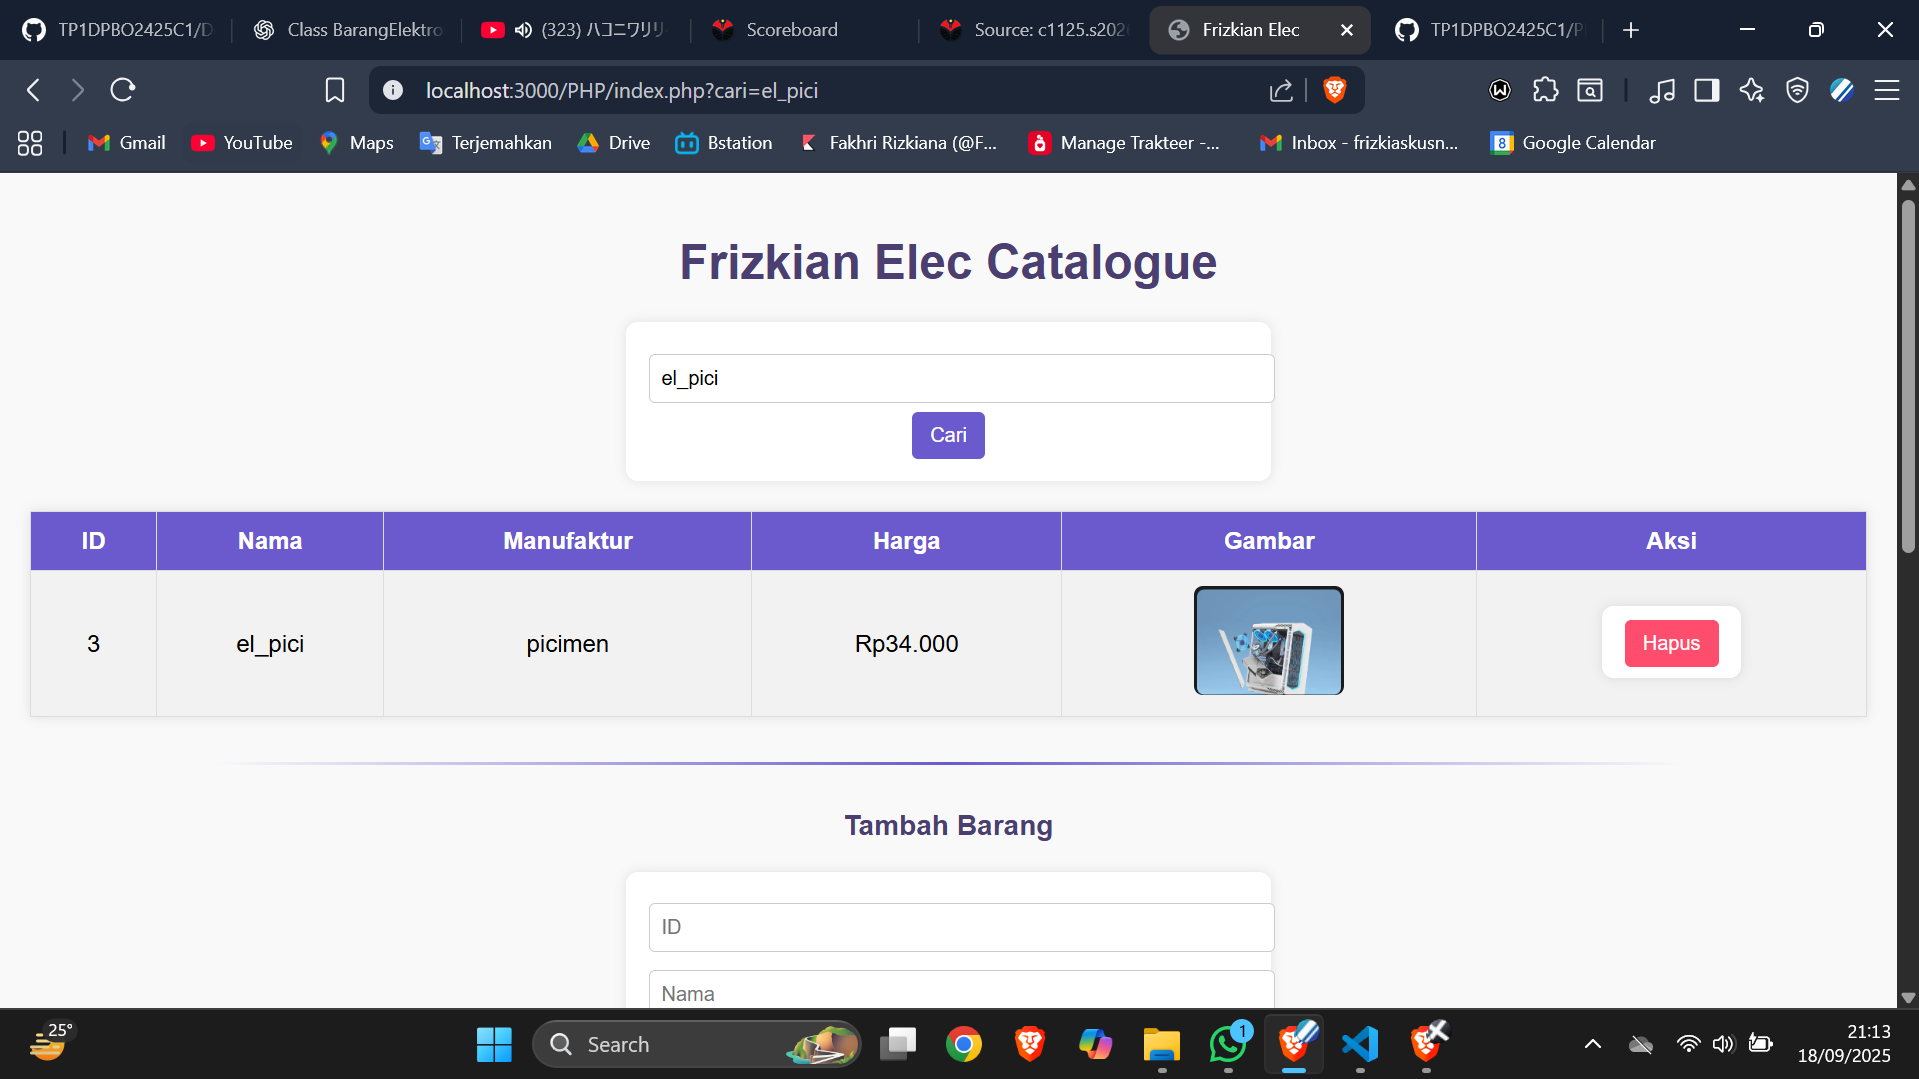 TP1DPBO2425C1/D
Class BarangElektro
(323) ハコニワリリ
Scoreboard
Source: c1125.s202
Frizkian Elec
TP1DPBO2425C1/P
localhost:3000/PHP/index.php?cari=el_pici
Gmail
YouTube
Maps
Terjemahkan
Drive
Bstation
Fakhri Rizkiana (@F...
Manage Trakteer -...
Inbox - frizkiaskusn...
8
Google Calendar
Frizkian Elec Catalogue
el_pici
Cari
ID Nama Manufaktur Harga Gambar Aksi
3 el_pici picimen Rp34.000 Hapus
Tambah Barang
ID
Nama
25°
Search
1
21:13
18/09/2025